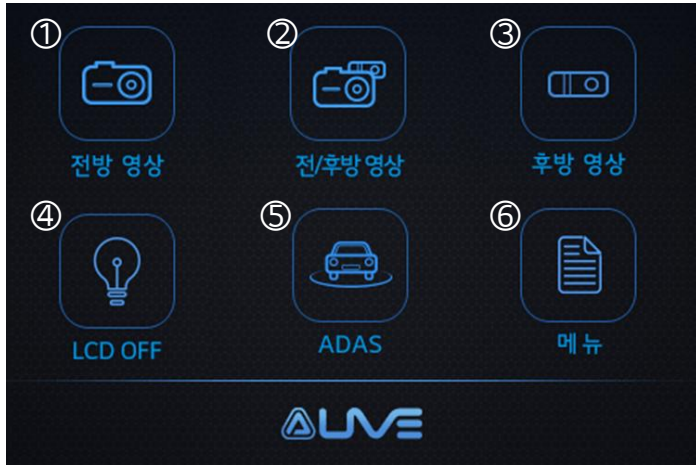 ① ② ③
전방 영상 전/후방 영상 후방 영상
④ ⑤ ⑥
LCD OFF ADAS 메뉴
ALIVE